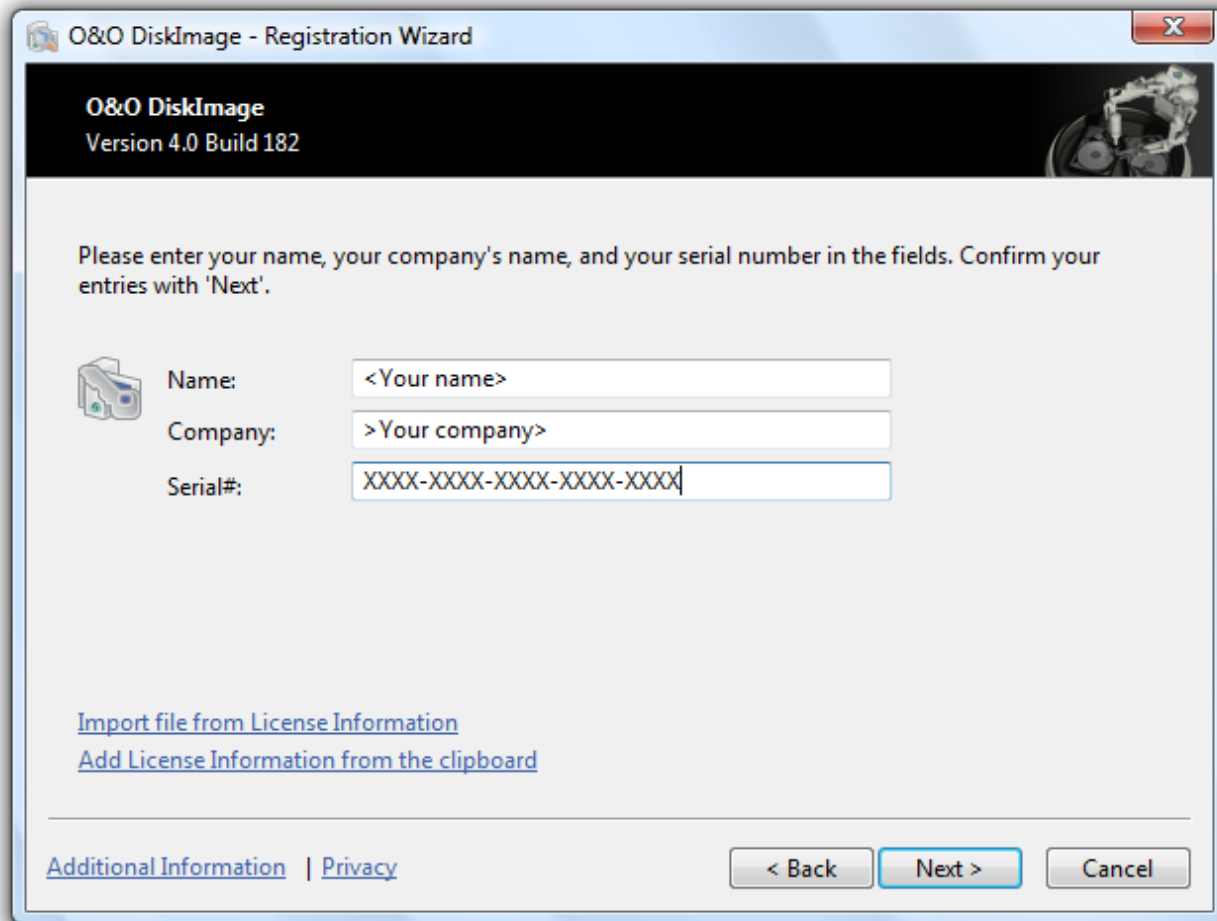 O&O DiskImage - Registration Wizard
X
O&O DiskImage
Version 4.0 Build 182
Please enter your name, your company's name, and your serial number in the fields. Confirm your
entries with 'Next'.
Name: <Your name>
Company: >Your company>
Serial#: XXXX-XXXX-XXXX-XXXX-XXXX
Import file from License Information
Add License Information from the clipboard
Additional Information | Privacy < Back Next > Cancel